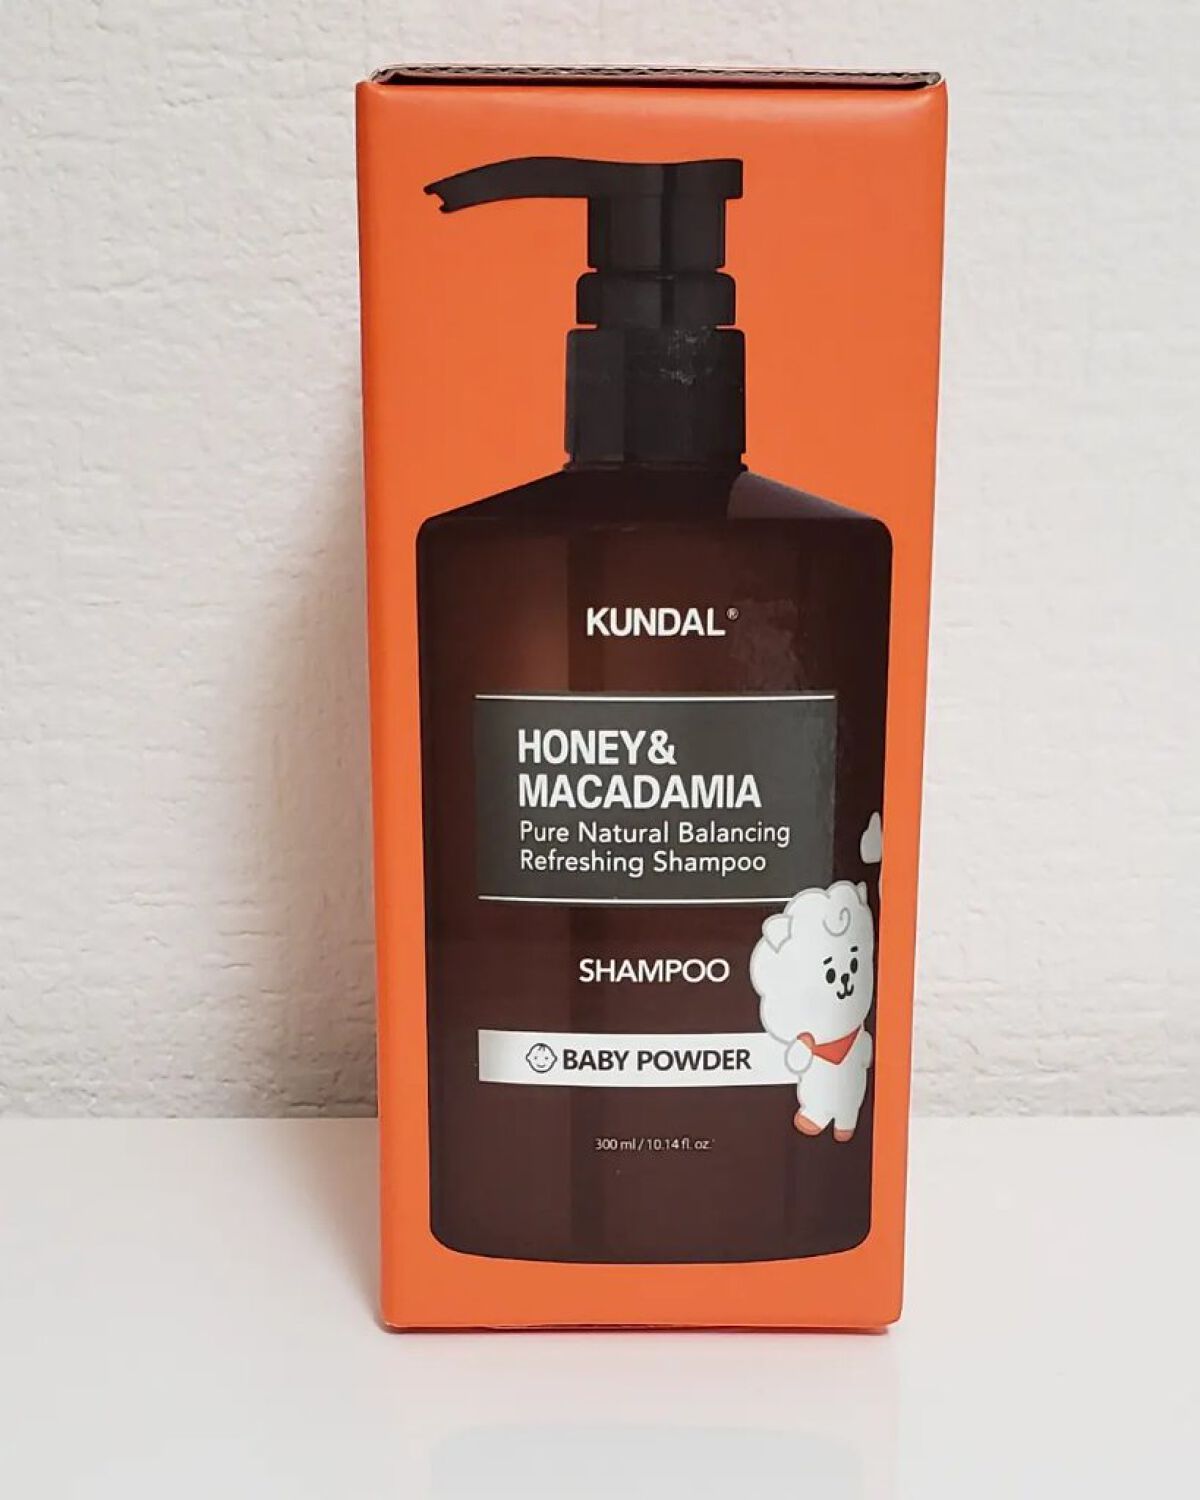 KUNDAL®
HONEY&
MACADAMIA
Pure Natural Balancing
Refreshing Shampoo
SHAMPOO
BABY POWDER
300 ml / 10.14 fl. oz.